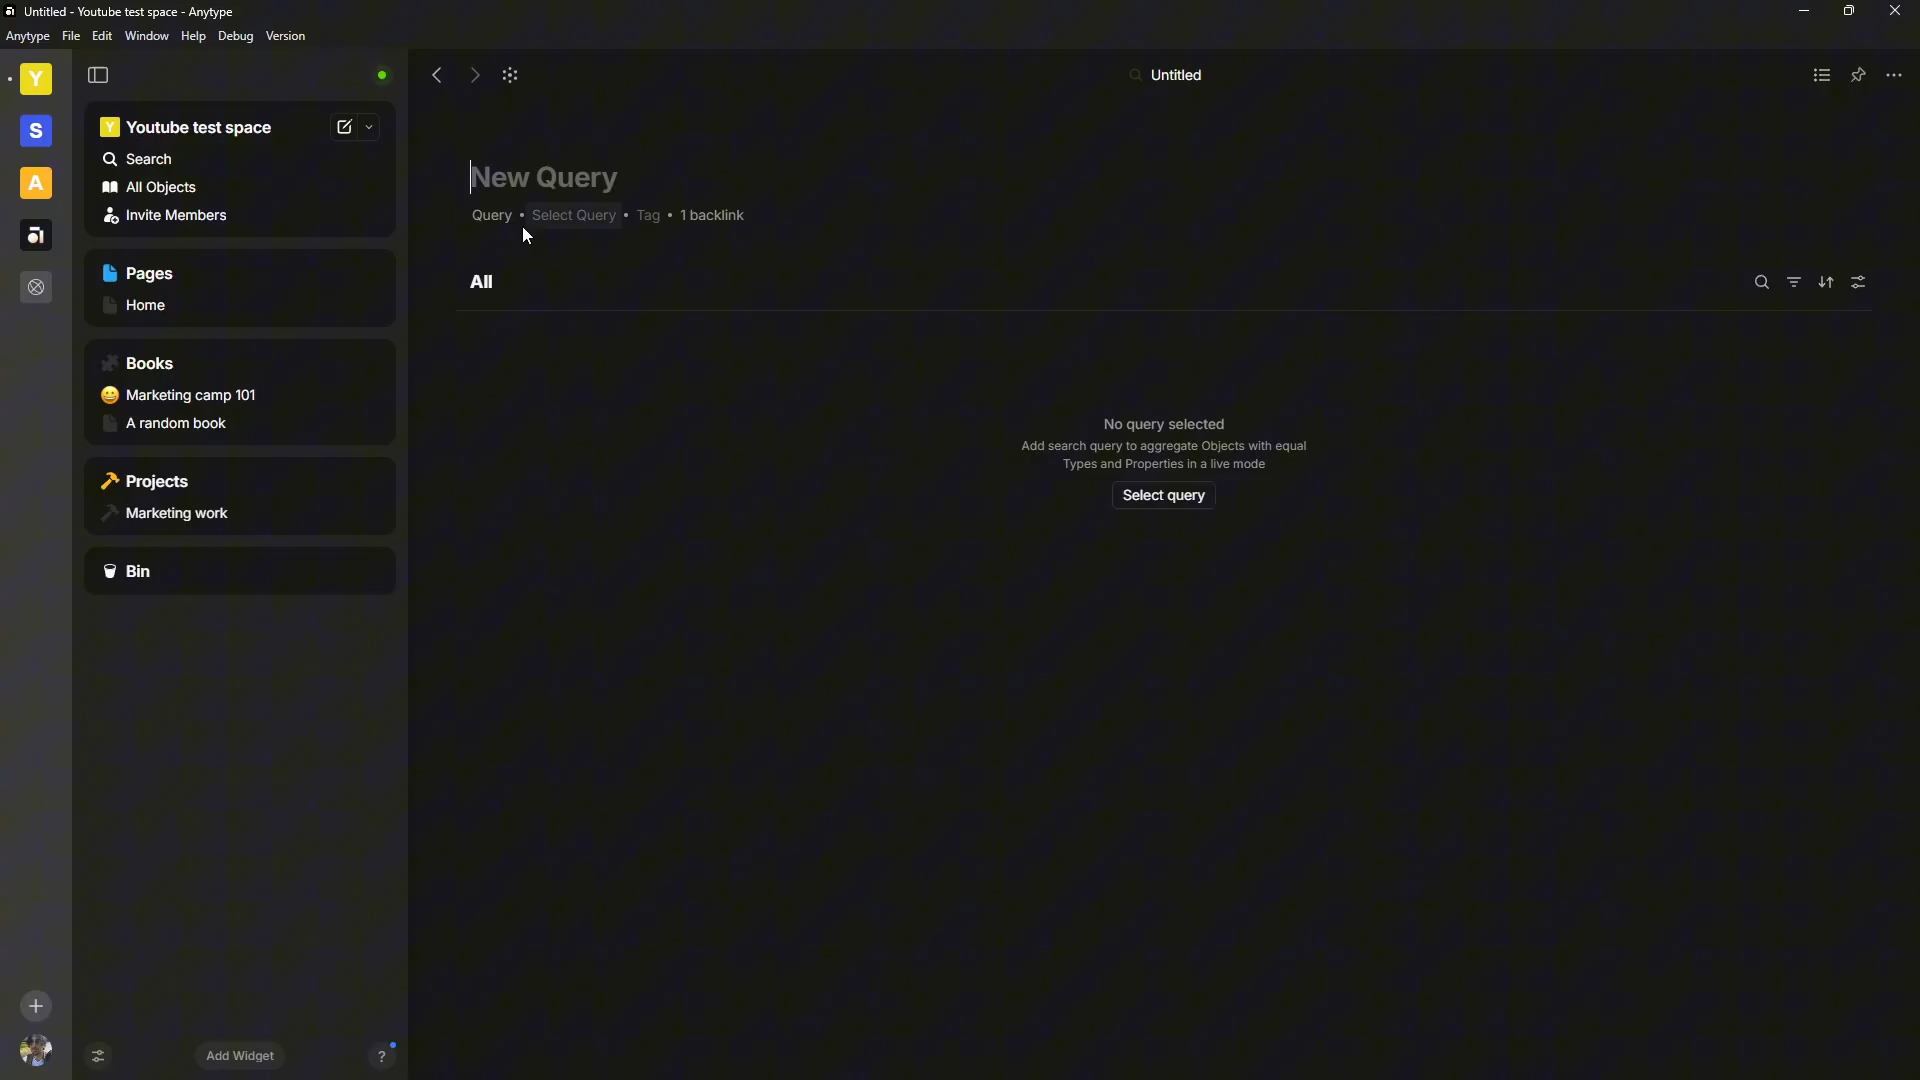 Untitled - Youtube test space - Anytype
Anytype File Edit Window Help Debug Version
Y
S
A
Y Youtube test space
Search
All Objects
Invite Members
Pages
Home
Books
Marketing camp 101
A random book
Projects
Marketing work
Bin
Add Widget
?
Untitled
New Query
Query • Select Query • Tag • 1 backlink
All
No query selected
Add search query to aggregate Objects with equal
Types and Properties in a live mode
Select query